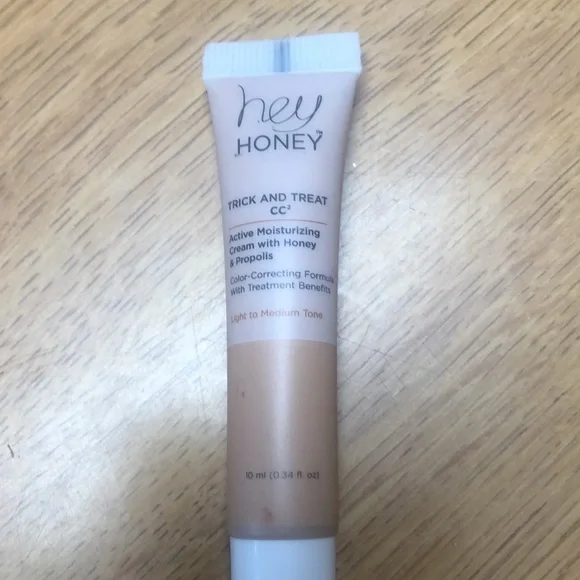 hey
HONEY™
TRICK AND TREAT
CC²
Active Moisturizing
Cream with Honey
& Propolis
Color-Correcting Formula
With Treatment Benefits
Light to Medium Tone
10 ml (0.34 fl. oz)